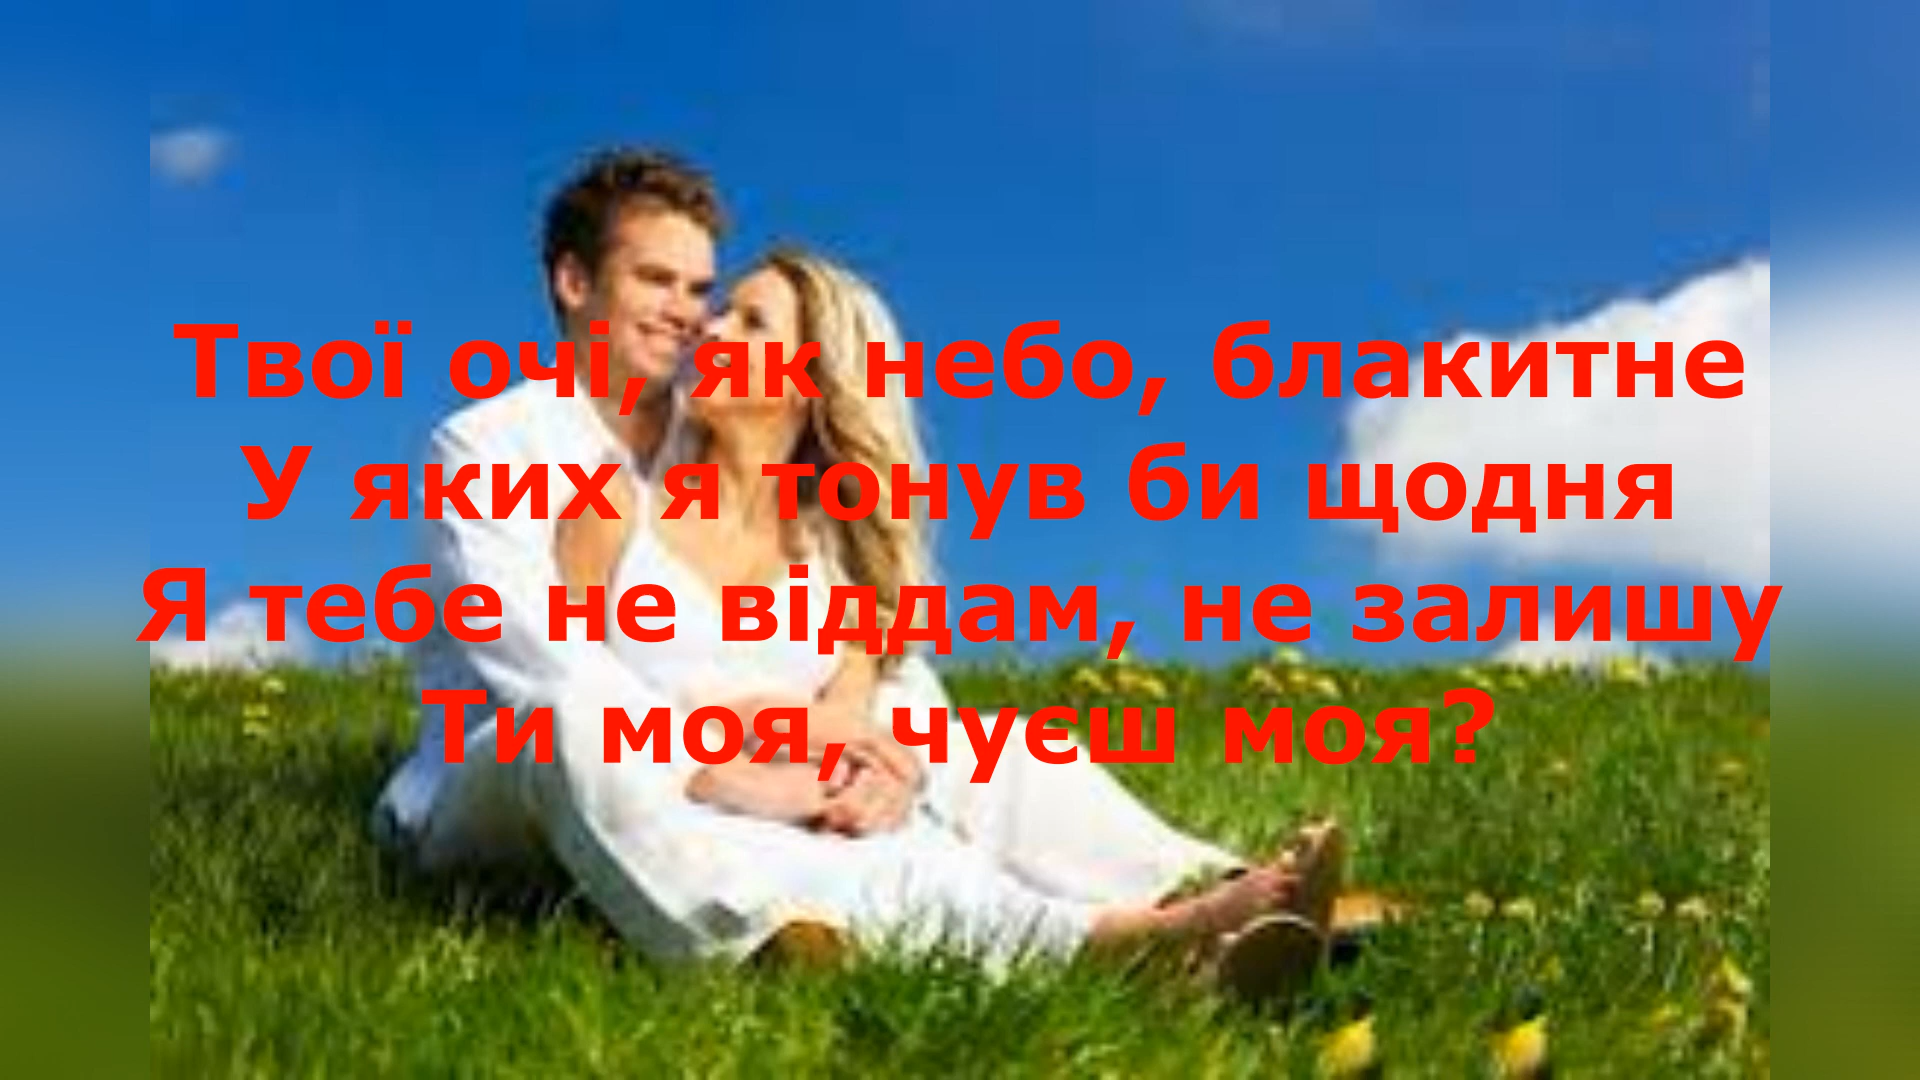 Твої очі, як небо, блакитне
У яких я тонув би щодня
Я тебе не віддам, не залишу
Ти моя, чуєш моя?